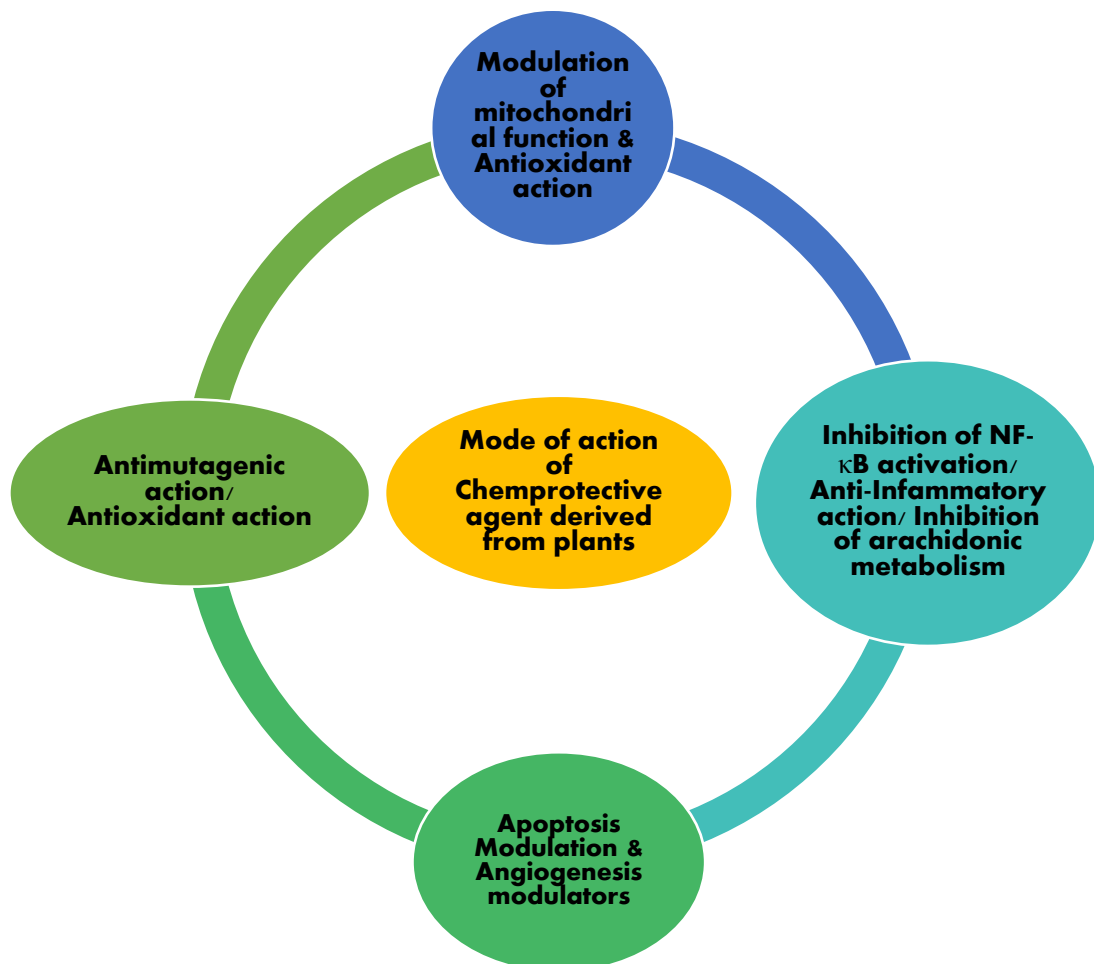 Modulation
of
mitochondri
al function &
Antioxidant
action
Antimutagenic
action/
Antioxidant action
Mode of action
of
Chemprotective
agent derived
from plants
Inhibition of NF-
κB activation/
Anti-Infammatory
action/ Inhibition
of arachidonic
metabolism
Apoptosis
Modulation &
Angiogenesis
modulators